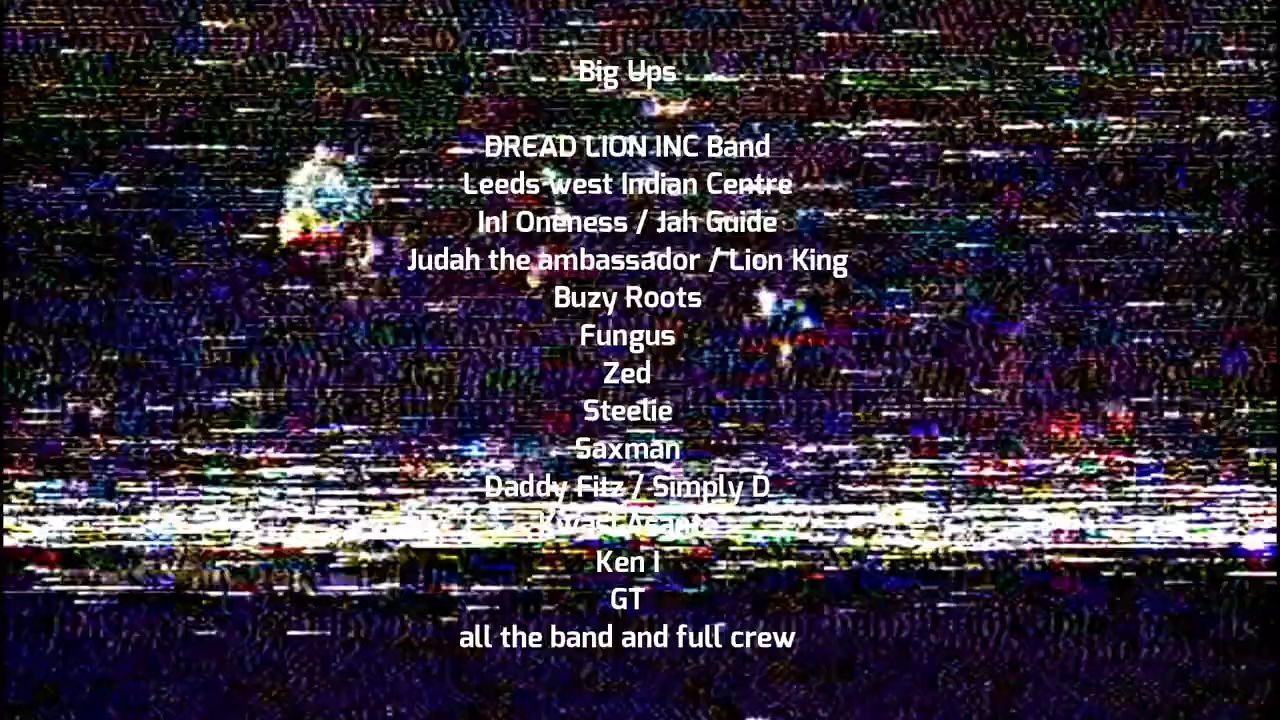 Big Ups
DREAD LION INC Band
Leeds west Indian Centre
InI Oneness / Jah Guide
Judah the ambassador / Lion King
Buzy Roots
Fungus
Zed
Steelie
Saxman
Daddy Fitz / Simply D
Ken I
GT
all the band and full crew